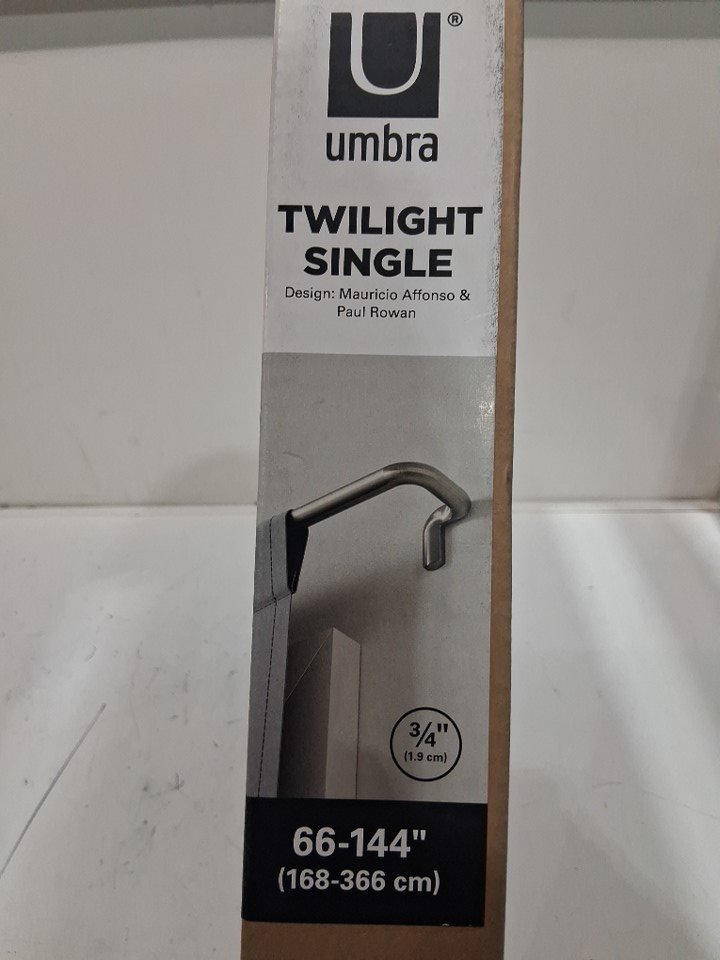 U®
umbra
TWILIGHT
SINGLE
Design: Mauricio Affonso &
Paul Rowan
3/4"
(1.9 cm)
66-144"
(168-366 cm)